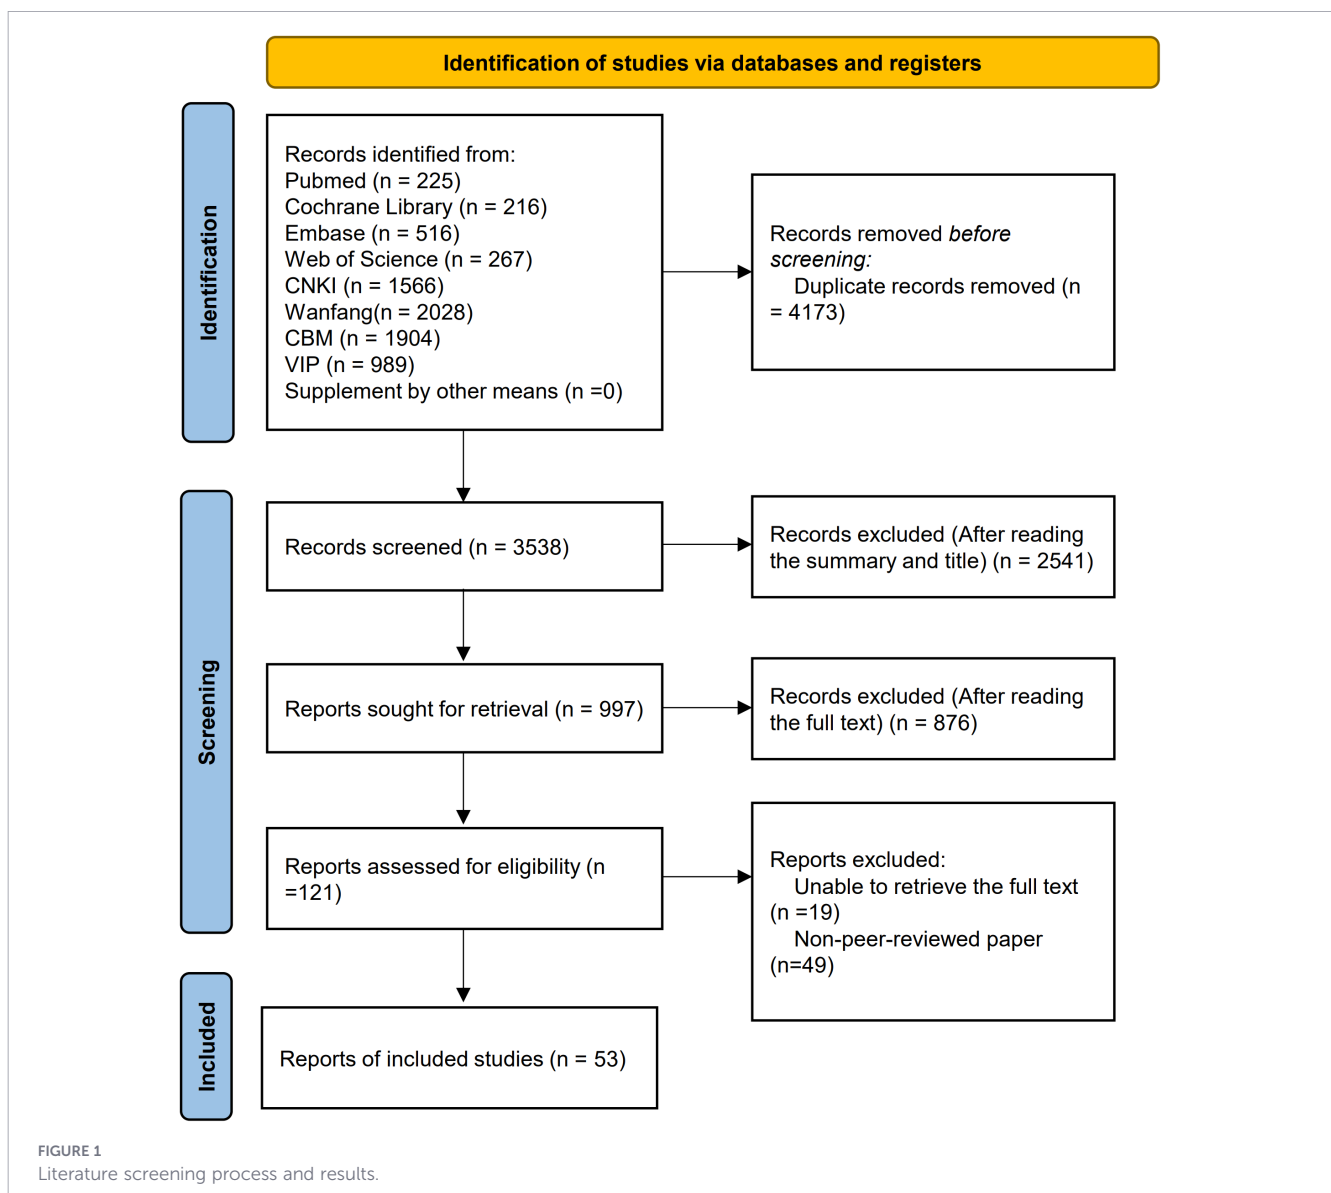 Identification of studies via databases and registers
Identification
Records identified from:
Pubmed (n = 225)
Cochrane Library (n = 216)
Embase (n = 516)
Web of Science (n = 267)
CNKI (n = 1566)
Wanfang(n = 2028)
CBM (n = 1904)
VIP (n = 989)
Supplement by other means (n =0)
Records removed before
screening:
Duplicate records removed (n
= 4173)
Screening
Records screened (n = 3538)
Records excluded (After reading
the summary and title) (n = 2541)
Reports sought for retrieval (n = 997)
Records excluded (After reading
the full text) (n = 876)
Reports assessed for eligibility (n
=121)
Reports excluded:
Unable to retrieve the full text
(n =19)
Non-peer-reviewed paper
(n=49)
Included
Reports of included studies (n = 53)
FIGURE 1
Literature screening process and results.